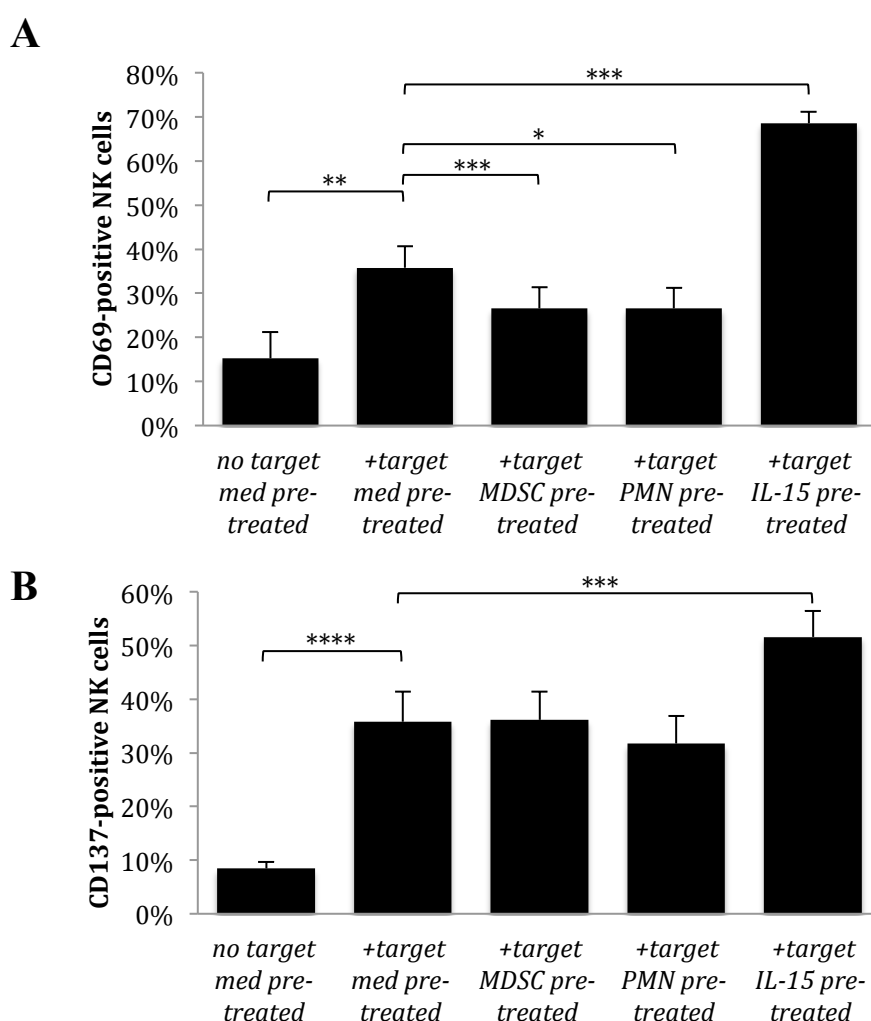 A
80%
70%
60%
50%
40%
30%
20%
10%
0%
CD69-positive NK cells
***
*
***
**
no target
med pre-
treated
+target
med pre-
treated
+target
MDSC pre-
treated
+target
PMN pre-
treated
+target
IL-15 pre-
treated
B
60%
50%
40%
30%
20%
10%
0%
CD137-positive NK cells
***
****
no target
med pre-
treated
+target
med pre-
treated
+target
MDSC pre-
treated
+target
PMN pre-
treated
+target
IL-15 pre-
treated